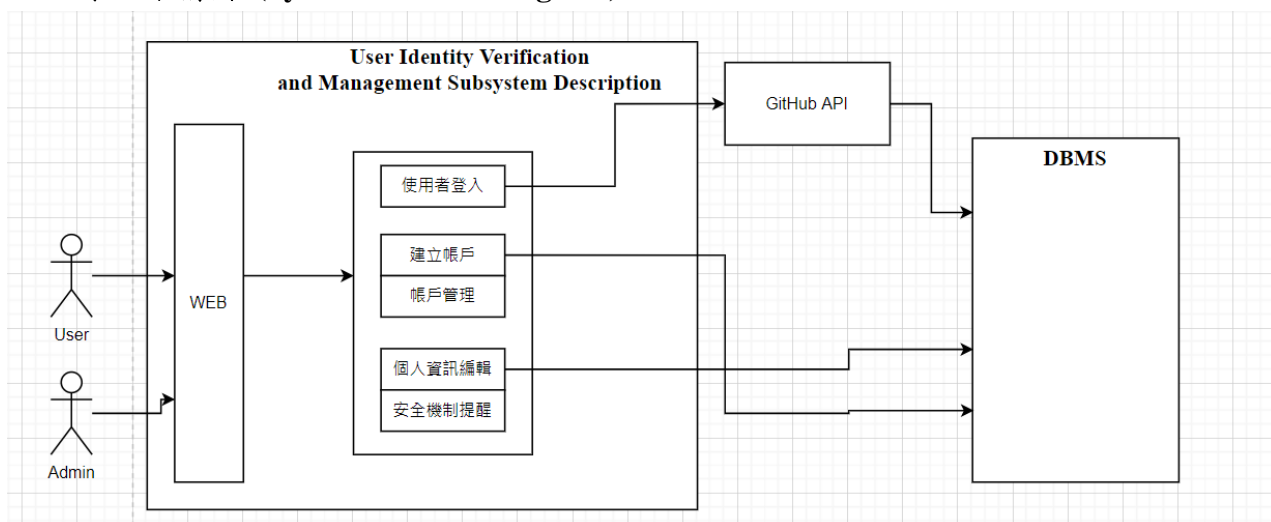 User Identity Verification
and Management Subsystem Description
GitHub API
DBMS
使用者登入
建立帳戶
帳戶管理
WEB
User
個人資訊編輯
安全機制提醒
Admin